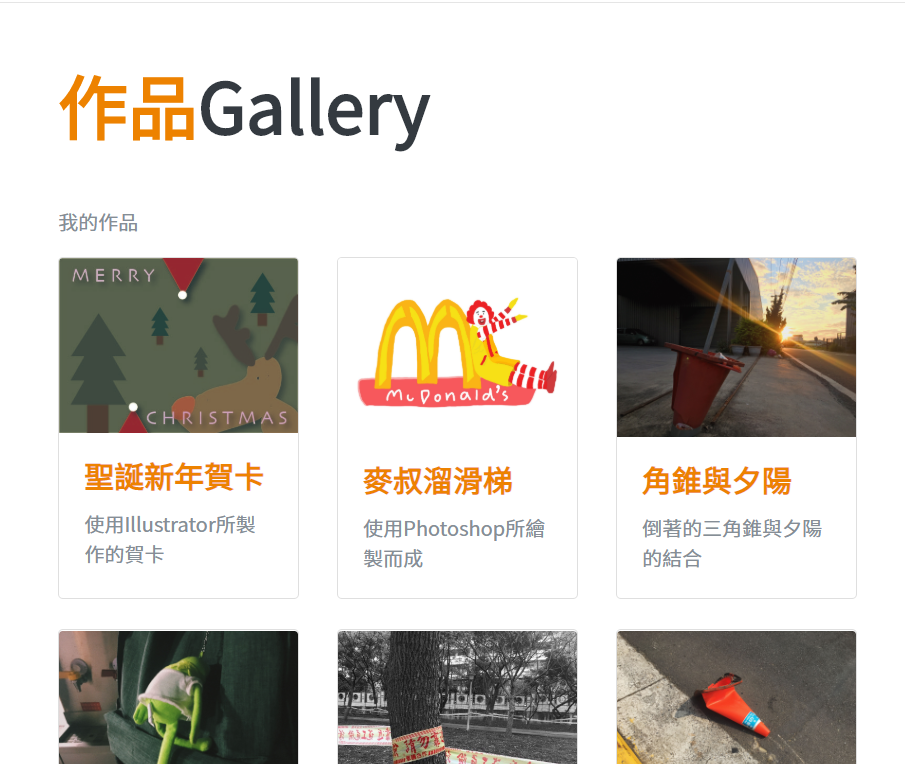 作品Gallery
我的作品
MERRY
CHRISTMAS
McDonald's
聖誕新年賀卡
麥叔溜滑梯
角錐與夕陽
使用Illustrator所製
作的賀卡
使用Photoshop所繪
製而成
倒著的三角錐與夕陽
的結合
請勿